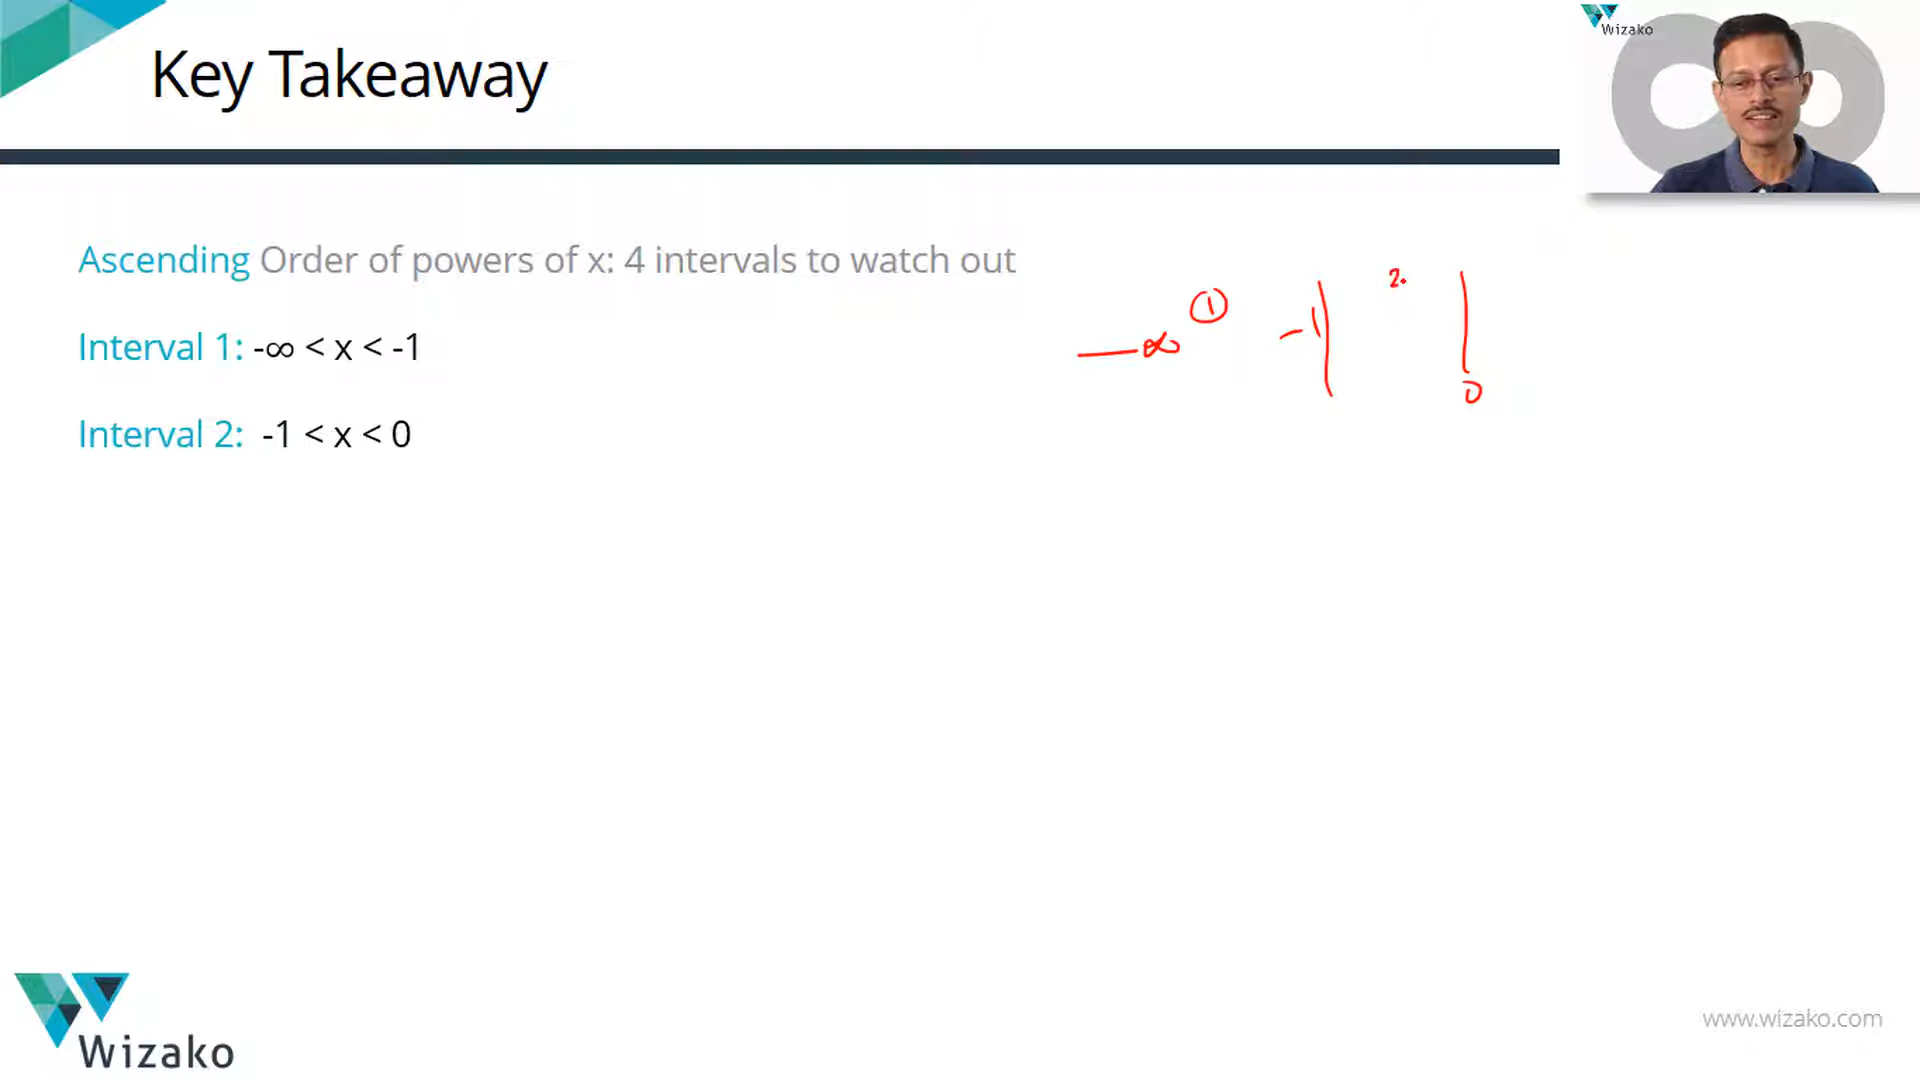 Wizako
Key Takeaway
Ascending Order of powers of x: 4 intervals to watch out
Interval 1: -∞ < x < -1
Interval 2: -1 < x < 0
—∞ ① -1 2. 0
Wizako
www.wizako.com